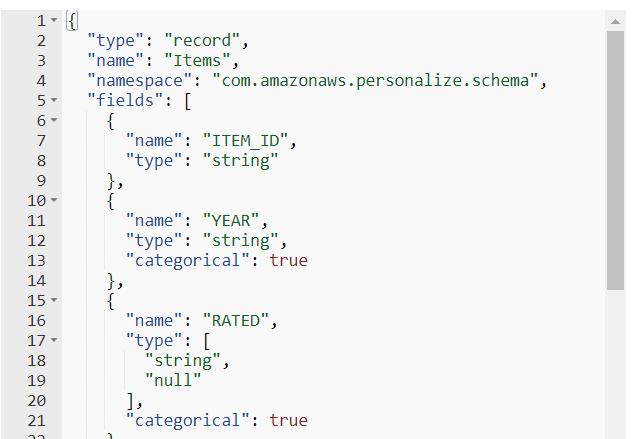 1 {
2 "type": "record",
3 "name": "Items",
4 "namespace": "com.amazonaws.personalize.schema",
5 "fields": [
6 {
7 "name": "ITEM_ID",
8 "type": "string"
9 },
10 {
11 "name": "YEAR",
12 "type": "string",
13 "categorical": true
14 },
15 {
16 "name": "RATED",
17 "type": [
18 "string",
19 "null"
20 ],
21 "categorical": true
22 }